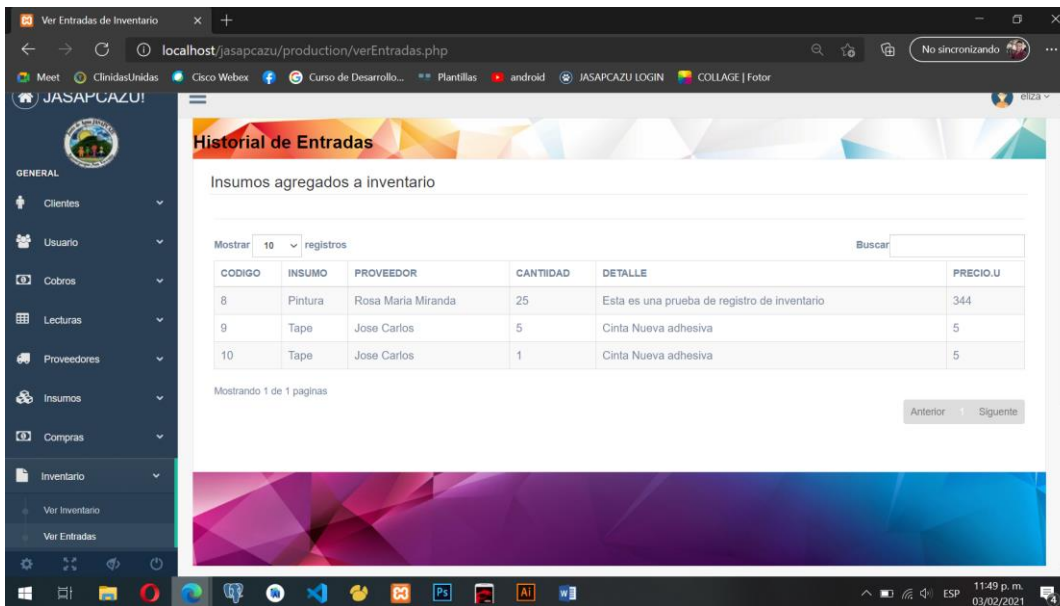 Ver Entradas de Inventario
localhost/jasapcazu/production/verEntradas.php
No sincronizando
Meet ClinidasUnidas Cisco Webex Curso de Desarrollo... Plantillas android JASAPCAZU LOGIN COLLAGE | Fotor
JASAPCAZU!
eliza
Historial de Entradas
GENERAL
Clientes
Usuario
Cobros
Lecturas
Proveedores
Insumos
Compras
Inventario
Ver Inventario
Ver Entradas
Insumos agregados a inventario
Mostrar 10 registros Buscar
CODIGO INSUMO PROVEEDOR CANTIIDAD DETALLE PRECIO.U
8 Pintura Rosa Maria Miranda 25 Esta es una prueba de registro de inventario 344
9 Tape Jose Carlos 5 Cinta Nueva adhesiva 5
10 Tape Jose Carlos 1 Cinta Nueva adhesiva 5
Mostrando 1 de 1 paginas
Anterior 1 Siguente
Ps Ai
ESP
11:49 p. m.
03/02/2021